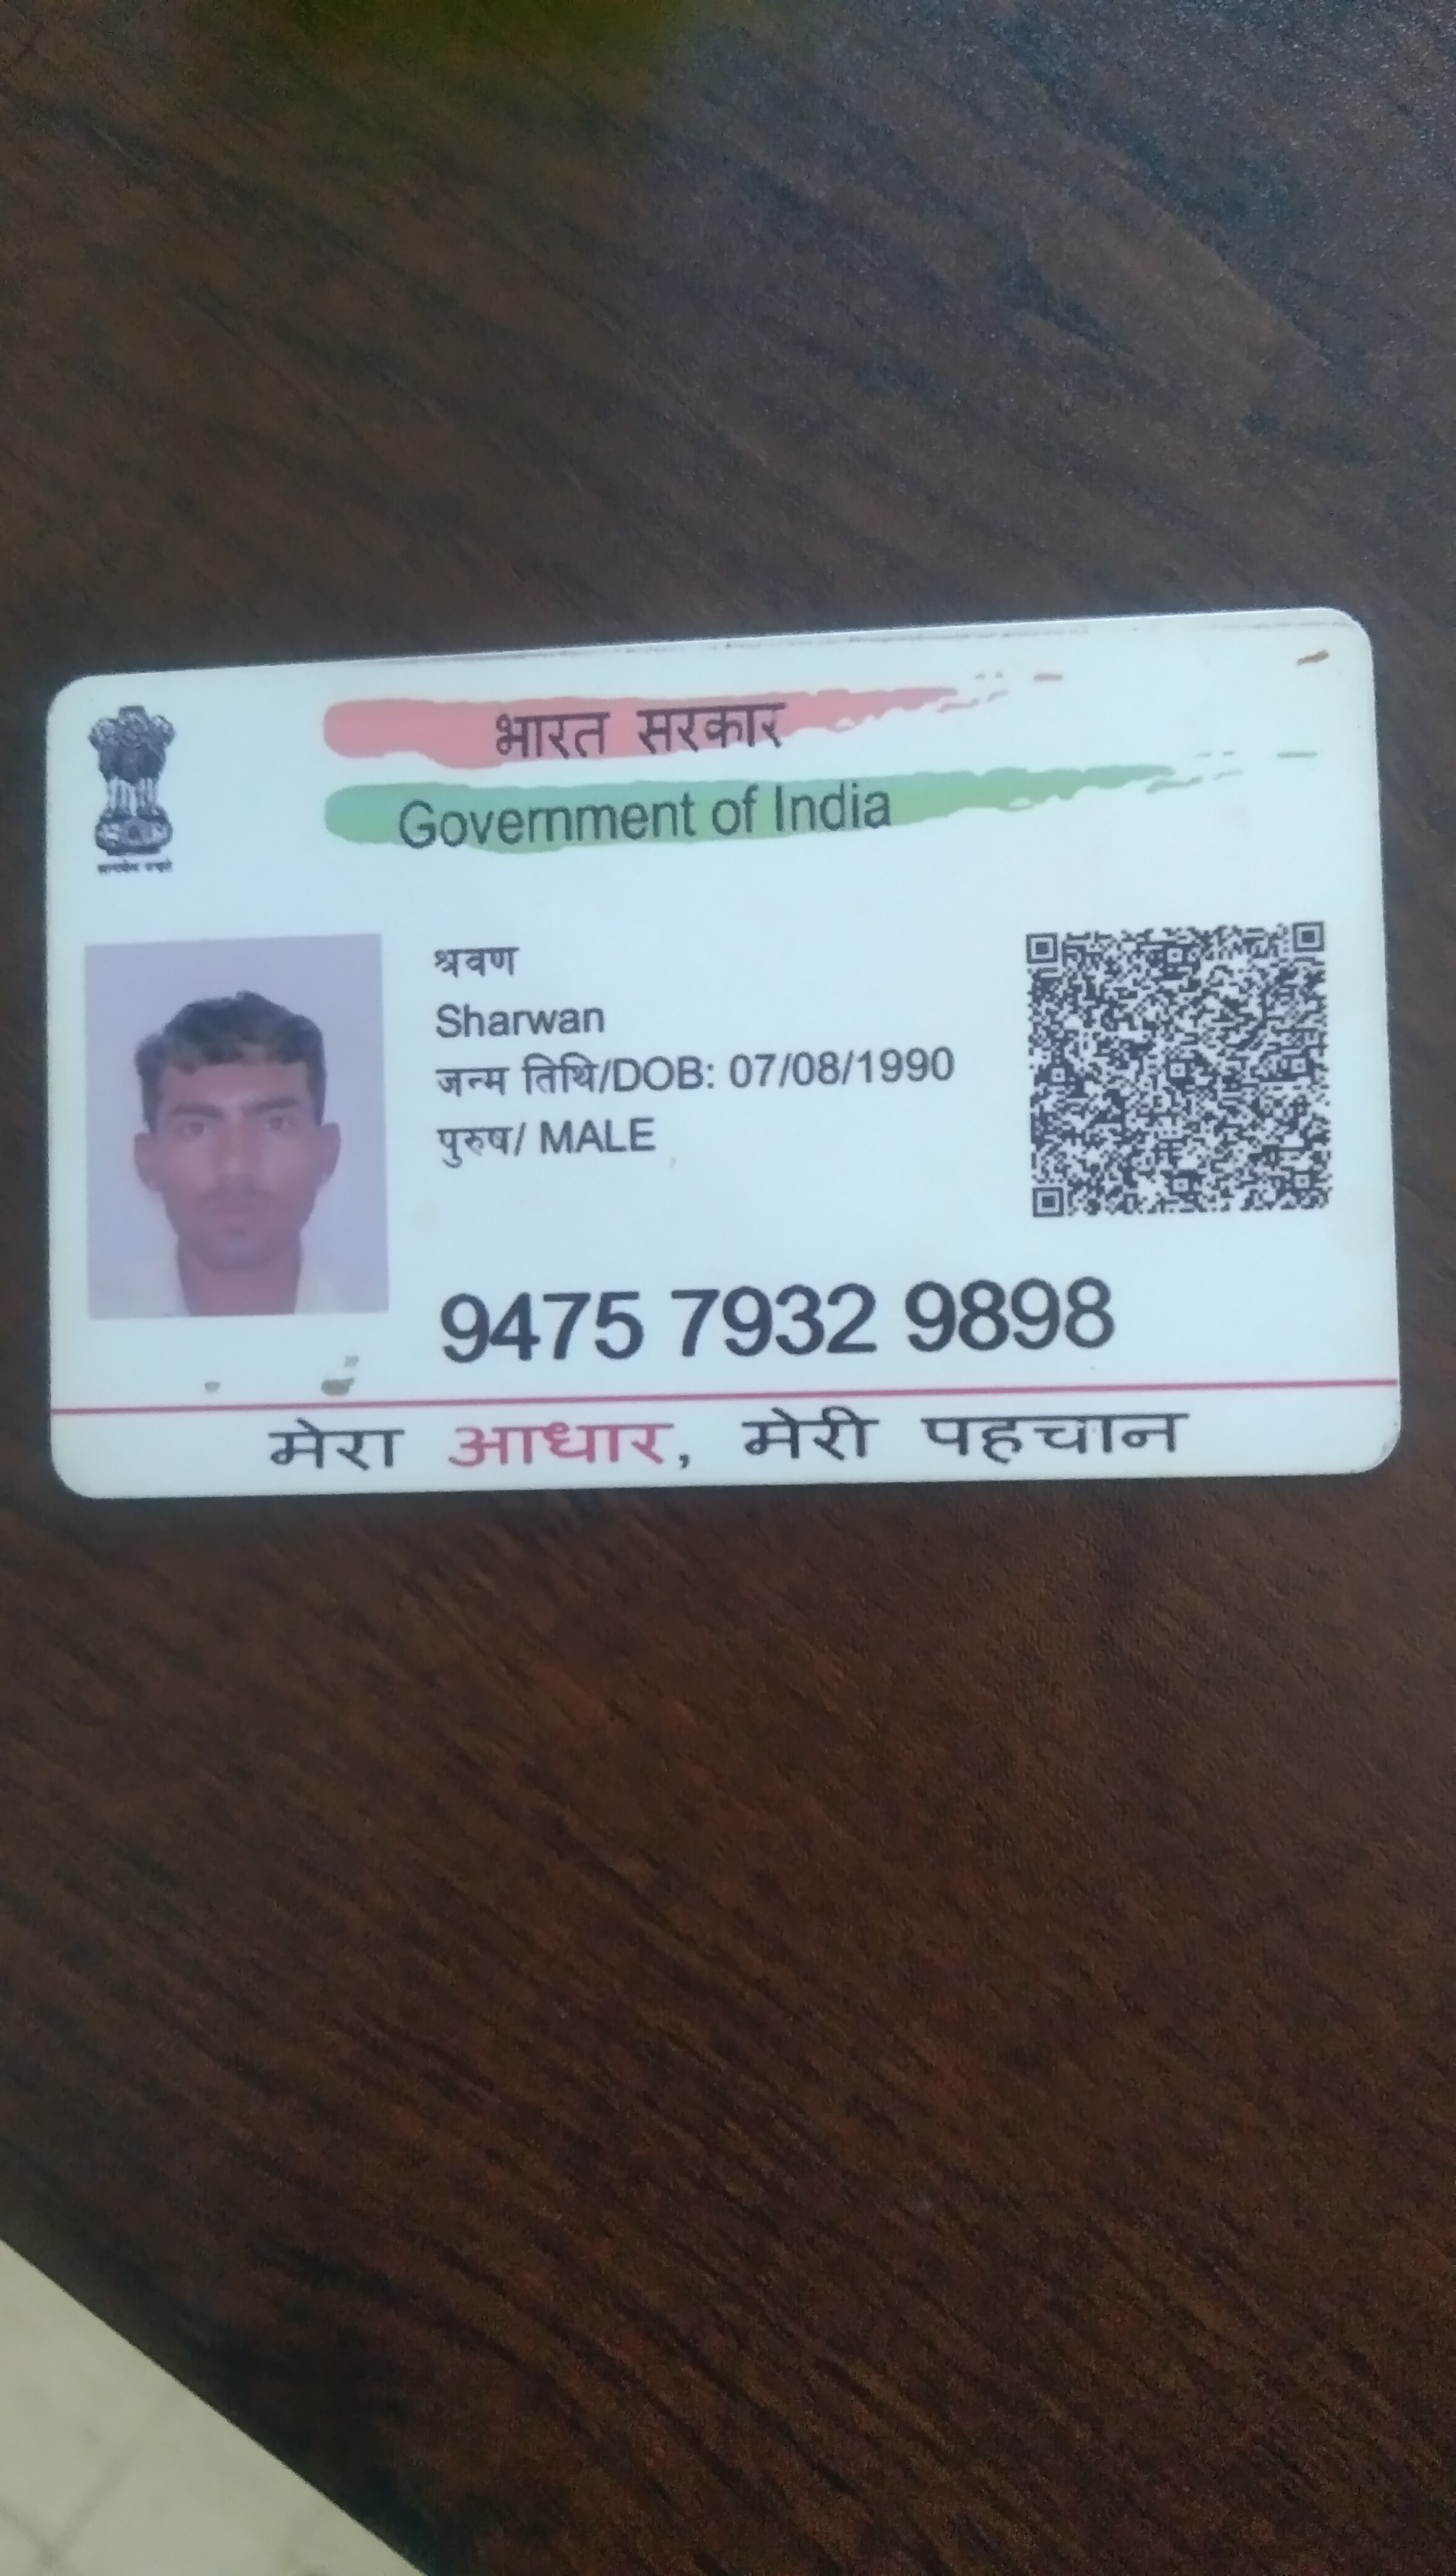 भारत सरकार
Government of India
सत्यमेव जयते
श्रवण
Sharwan
जन्म तिथि/DOB: 07/08/1990
पुरुष/ MALE
9475 7932 9898
मेरा आधार, मेरी पहचान